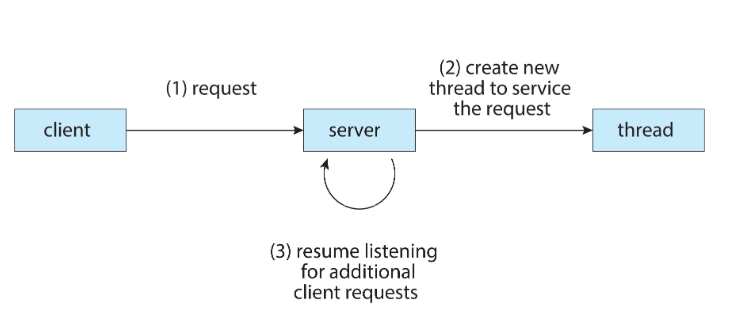 (2) create new
(1) request
thread to service
the request
client
server
thread
(3) resume listening
for additional
client requests